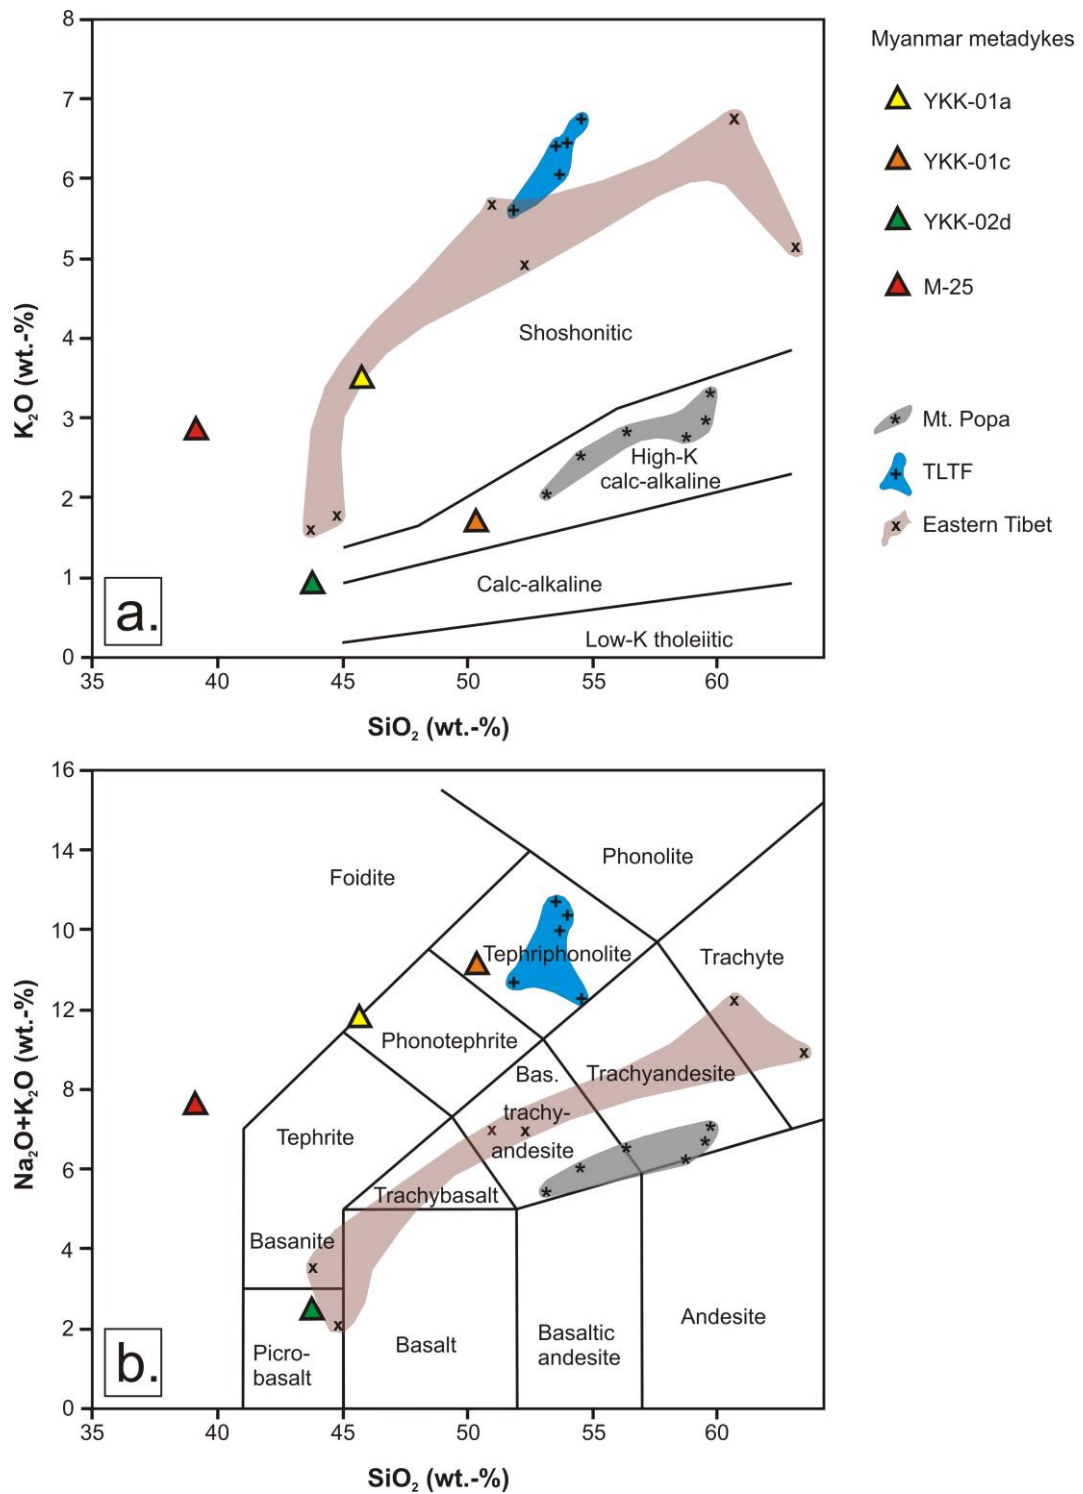 8
7
6
5
4
3
2
1
0
K₂O (wt.-%)
35
40
45
50
55
60
SiO₂ (wt.-%)
Shoshonitic
High-K
calc-alkaline
Calc-alkaline
Low-K tholeiitic
a.
Myanmar metadykes
YKK-01a
YKK-01c
YKK-02d
M-25
Mt. Popa
TLTF
Eastern Tibet
16
14
10
12
8
6
4
2
0
Na₂O+K₂O (wt.-%)
35
40
45
50
55
60
SiO₂ (wt.-%)
Foidite
Phonolite
Tephriphonolite
Trachyte
Phonotephrite
Bas.
trachy-
andesite
Trachyandesite
Tephrite
Trachybasalt
Basanite
Picro-
basalt
Basalt
Basaltic
andesite
Andesite
b.